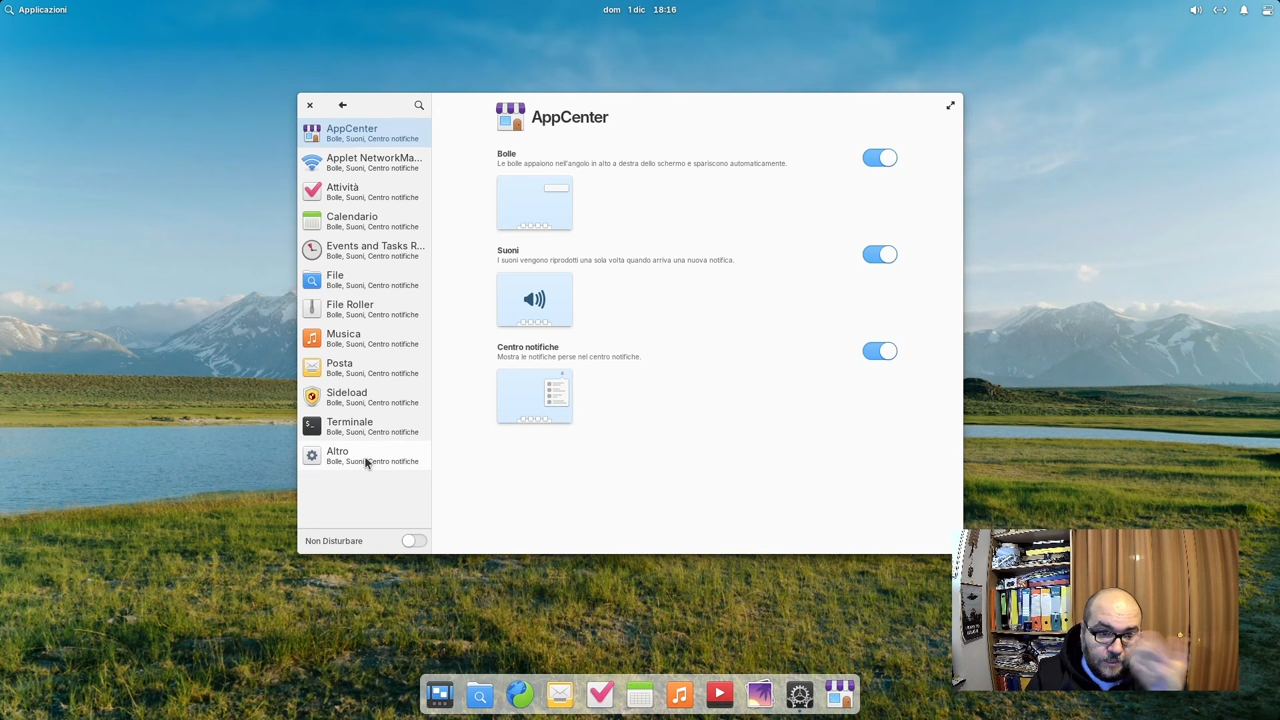 Applicazioni
dom 1 dic 18:16
AppCenter
Bolle, Suoni, Centro notifiche
Applet NetworkMa...
Bolle, Suoni, Centro notifiche
Attività
Bolle, Suoni, Centro notifiche
Calendario
Bolle, Suoni, Centro notifiche
Events and Tasks R...
Bolle, Suoni, Centro notifiche
File
Bolle, Suoni, Centro notifiche
File Roller
Bolle, Suoni, Centro notifiche
Musica
Bolle, Suoni, Centro notifiche
Posta
Bolle, Suoni, Centro notifiche
Sideload
Bolle, Suoni, Centro notifiche
Terminale
Bolle, Suoni, Centro notifiche
Altro
Bolle, Suoni, Centro notifiche
Non Disturbare
AppCenter
Bolle
Le bolle appaiono nell'angolo in alto a destra dello schermo e spariscono automaticamente.
Suoni
I suoni vengono riprodotti una sola volta quando arriva una nuova notifica.
Centro notifiche
Mostra le notifiche perse nel centro notifiche.